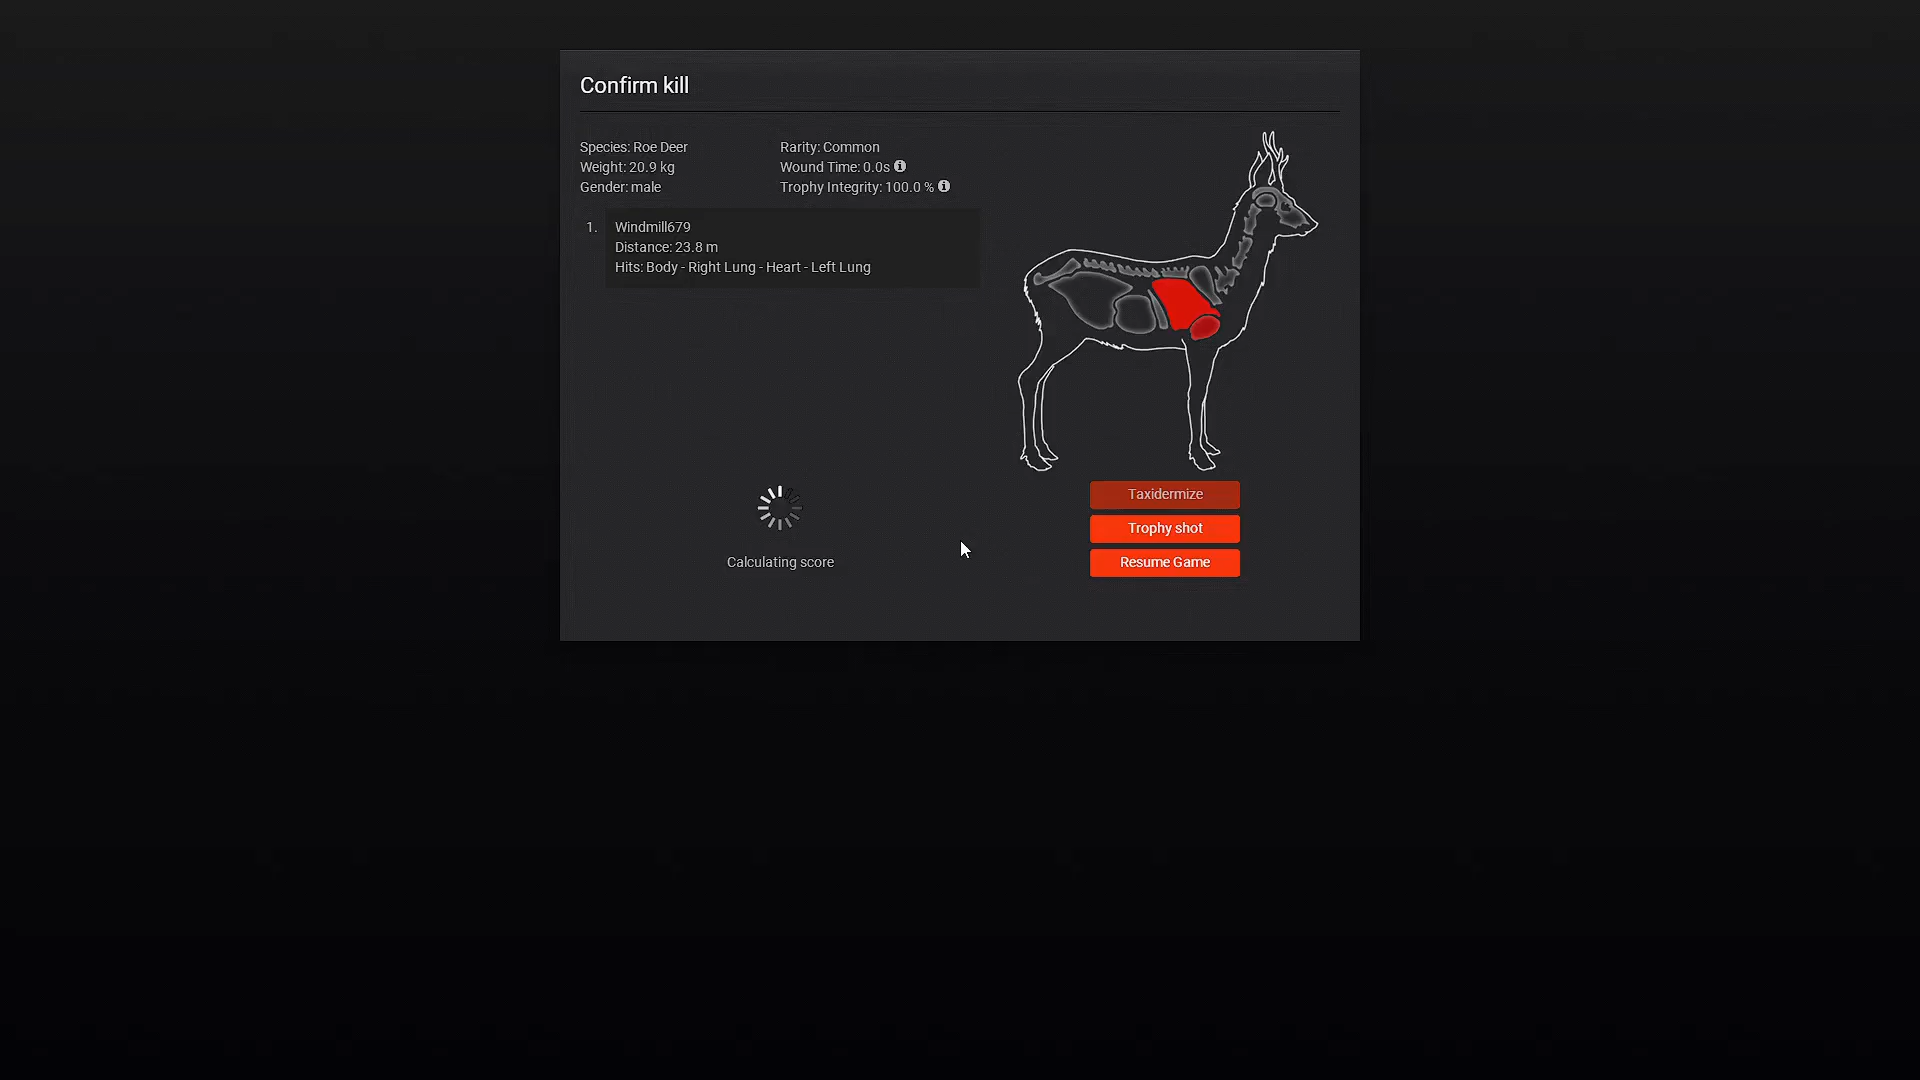 Confirm kill
Species: Roe Deer
Rarity: Common
Weight: 20.9 kg
Wound Time: 0.0s
Gender: male
Trophy Integrity: 100.0 %
1. Windmill679
Distance: 23.8 m
Hits: Body - Right Lung - Heart - Left Lung
Taxidermize
Trophy shot
Calculating score
Resume Game